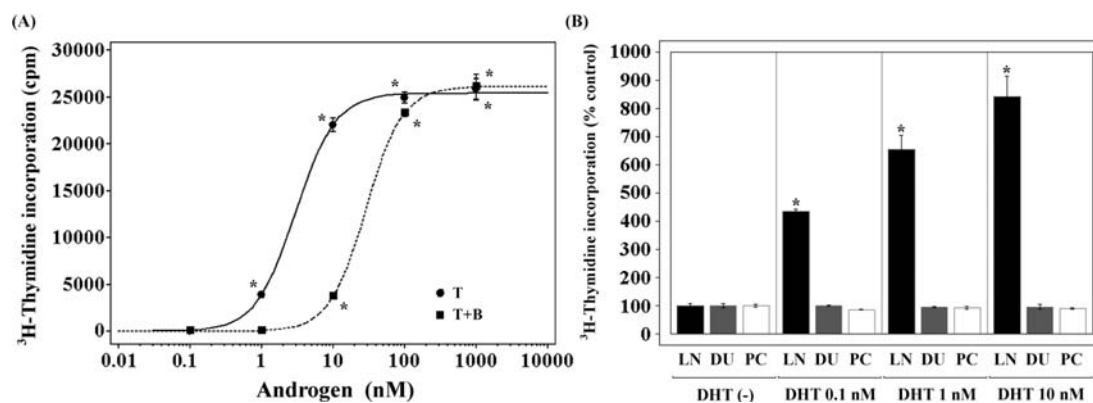 (A)
³H-Thymidine incorporation (cpm)
30000
25000
20000
15000
10000
5000
0
* * * * * * * *
T
T+B
0.01 0.1 1 10 100 1000 10000
Androgen (nM)
(B)
³H-Thymidine incorporation (% control)
1000
900
800
700
600
500
400
300
200
100
0
* * *
LN DU PC LN DU PC LN DU PC LN DU PC
DHT (-) DHT 0.1 nM DHT 1 nM DHT 10 nM